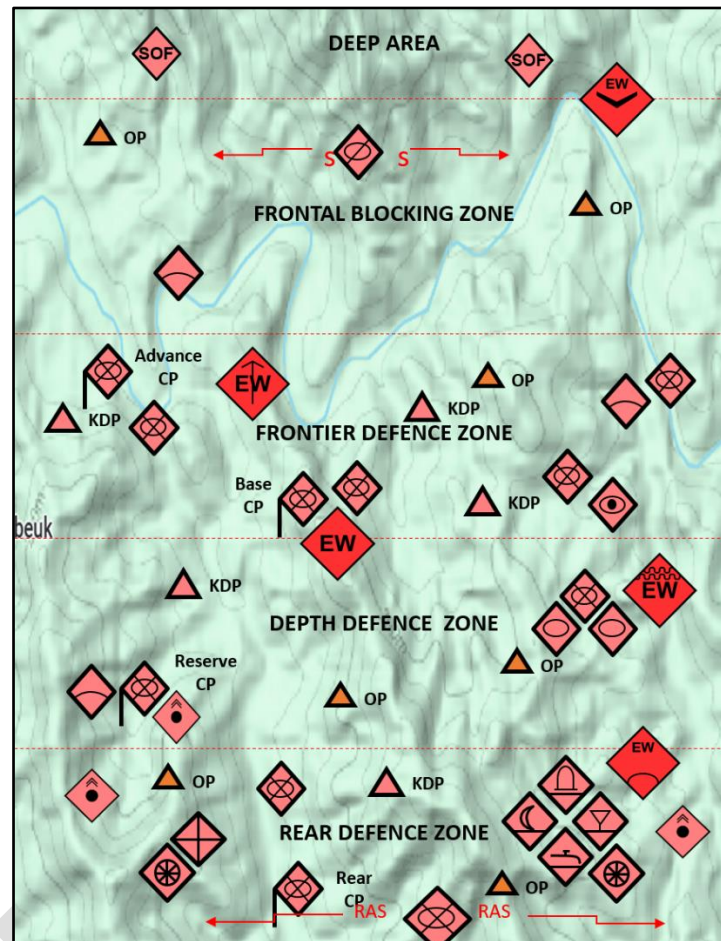 DEEP AREA
SOF
SOF
EW
OP
S S
OP
FRONTAL BLOCKING ZONE
Advance
CP
EW
OP
KDP
KDP
FRONTIER DEFENCE ZONE
Base
CP
KDP
beuk
EW
KDP
EW
DEPTH DEFENCE ZONE
Reserve
CP
OP
OP
EW
OP
KDP
REAR DEFENCE ZONE
Rear
CP
OP
RAS RAS